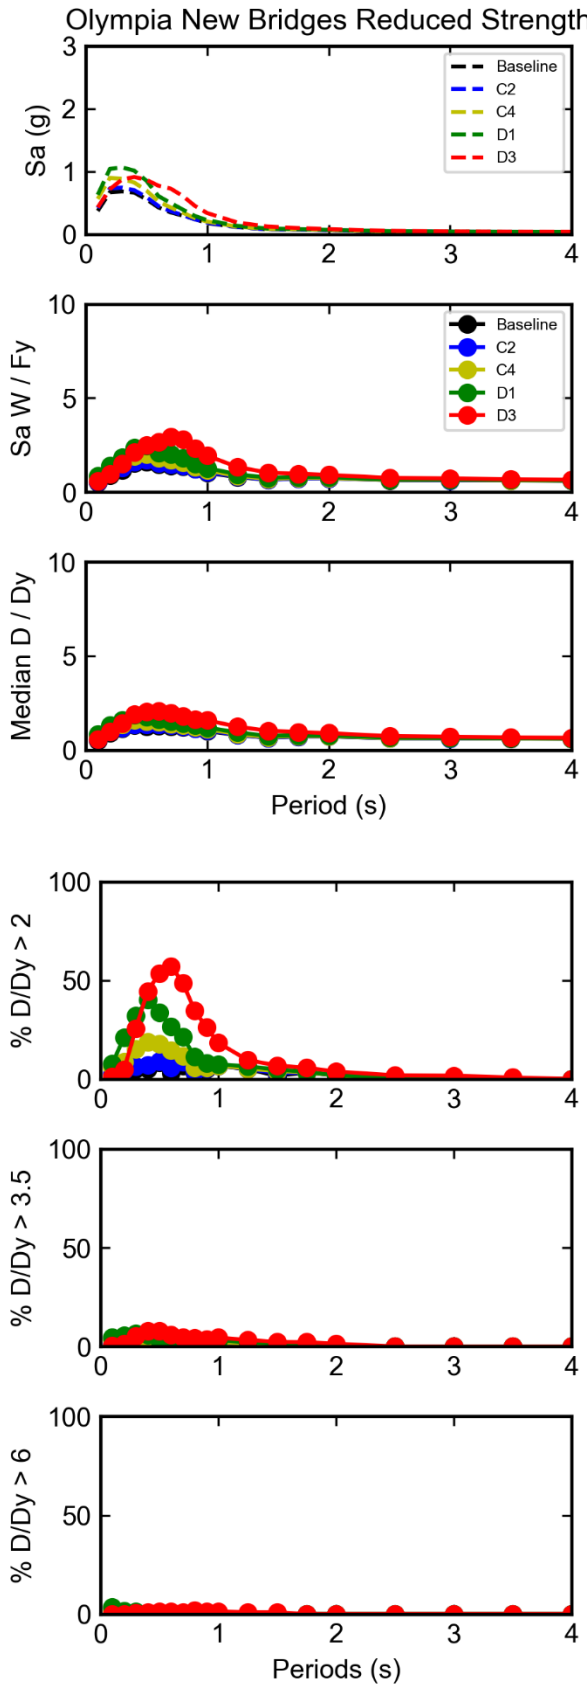 Olympia New Bridges Reduced Strength
3
2
1
0
Sa (g)
Baseline
C2
C4
D1
D3
0 1 2 3 4
10
5
0
Sa W / Fy
Baseline
C2
C4
D1
D3
0 1 2 3 4
10
5
0
Median D / Dy
0 1 2 3 4
Period (s)
100
50
0
% D/Dy > 2
0 1 2 3 4
100
50
0
% D/Dy > 3.5
0 1 2 3 4
100
50
0
% D/Dy > 6
0 1 2 3 4
Periods (s)